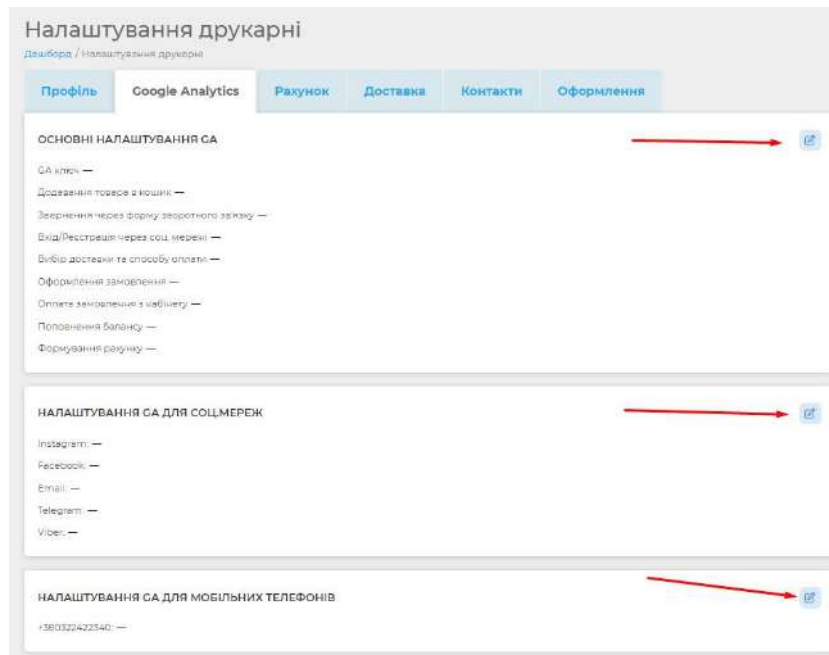 Налаштування друкарні
Дашборд / Налаштування друкарні
Профіль Google Analytics Рахунок Доставка Контакти Оформлення
ОСНОВНІ НАЛАШТУВАННЯ GA
GA ключ —
Додавання товара в кошик —
Звернення через форму зворотного зв'язку —
Вхід/Реєстрація через соц. мережі —
Вибір доставки та способу оплати —
Оформлення замовлення —
Оплата замовлення з кабінету —
Поповнення балансу —
Формування рахунку —
НАЛАШТУВАННЯ GA ДЛЯ СОЦ.МЕРЕЖ
Instagram: —
Facebook: —
Email: —
Telegram: —
Viber: —
НАЛАШТУВАННЯ GA ДЛЯ МОБІЛЬНИХ ТЕЛЕФОНІВ
+380322422340: —